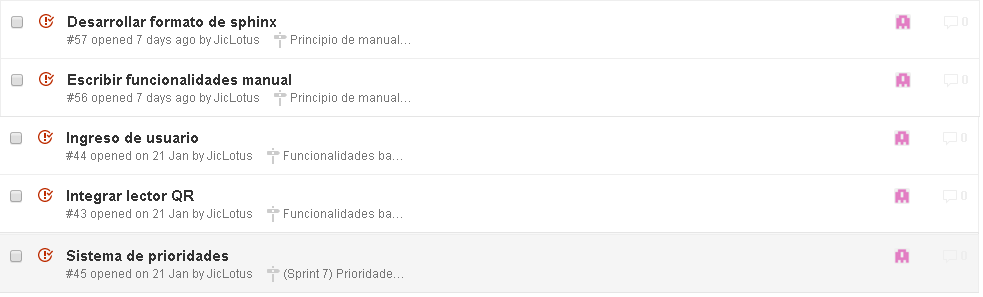 Desarrollar formato de sphinx
0
#57 opened 7 days ago by JicLotus Principio de manual...
Escribir funcionalidades manual
0
#56 opened 7 days ago by JicLotus Principio de manual...
Ingreso de usuario
0
#44 opened on 21 Jan by JicLotus Funcionalidades ba...
Integrar lector QR
0
#43 opened on 21 Jan by JicLotus Funcionalidades ba...
Sistema de prioridades
0
#45 opened on 21 Jan by JicLotus (Sprint 7) Prioridade...